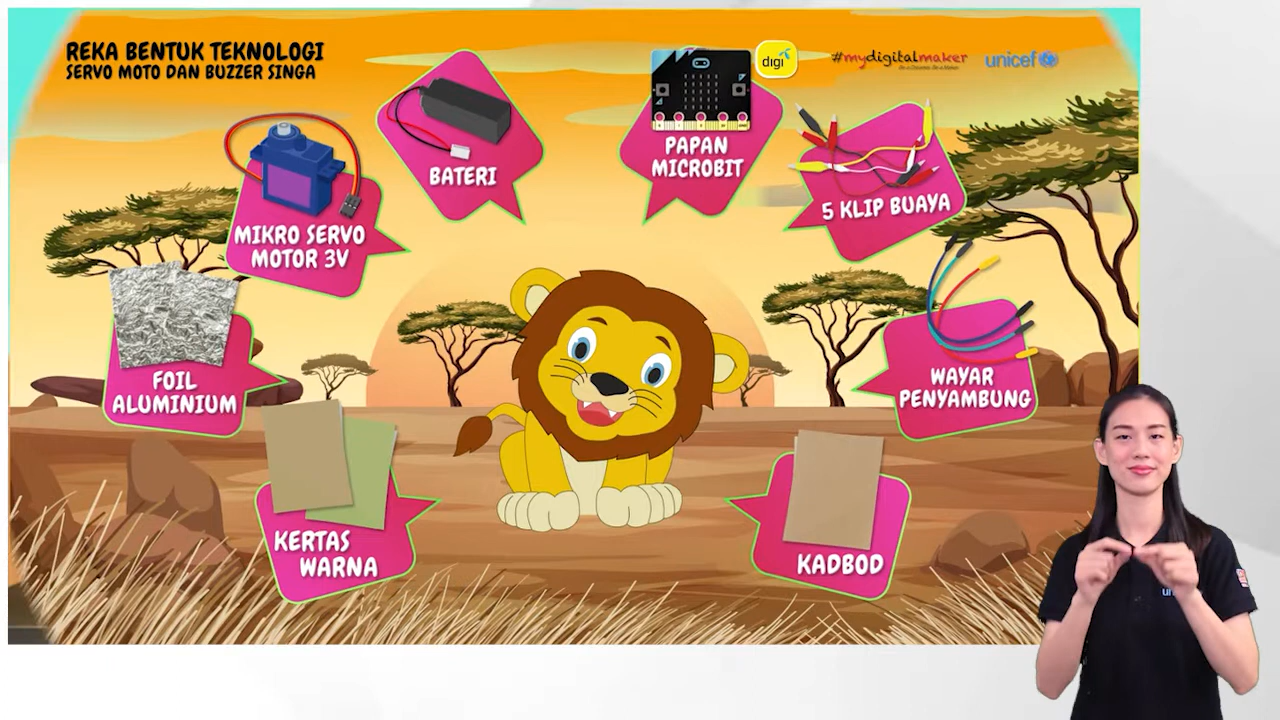 REKA BENTUK TEKNOLOGI
SERVO MOTO DAN BUZZER SINGA
digi
#mydigitalmaker
unicef
BATERI
PAPAN
MICROBIT
5 KLIP BUAYA
MIKRO SERVO
MOTOR 3V
FOIL
ALUMINIUM
WAYAR
PENYAMBUNG
KERTAS
WARNA
KADBOD